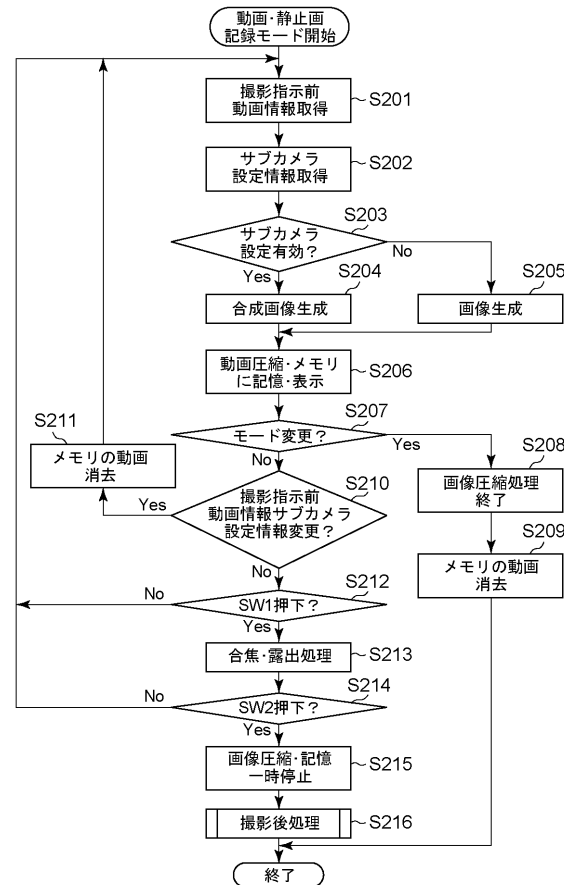 動画・静止画
記録モード開始
撮影指示前
動画情報取得
S201
サブカメラ
設定情報取得
S202
S203
サブカメラ
設定有効？
No
Yes
S204
S205
合成画像生成
画像生成
動画圧縮・メモリ
に記憶・表示
S206
S207
モード変更？
Yes
No
S211
メモリの動画
消去
S208
画像圧縮処理
終了
S210
撮影指示前
動画情報サブカメラ
設定情報変更？
Yes
No
S209
メモリの動画
消去
S212
SW1押下？
No
Yes
合焦・露出処理
S213
S214
SW2押下？
No
Yes
画像圧縮・記憶
一時停止
S215
撮影後処理
S216
終了